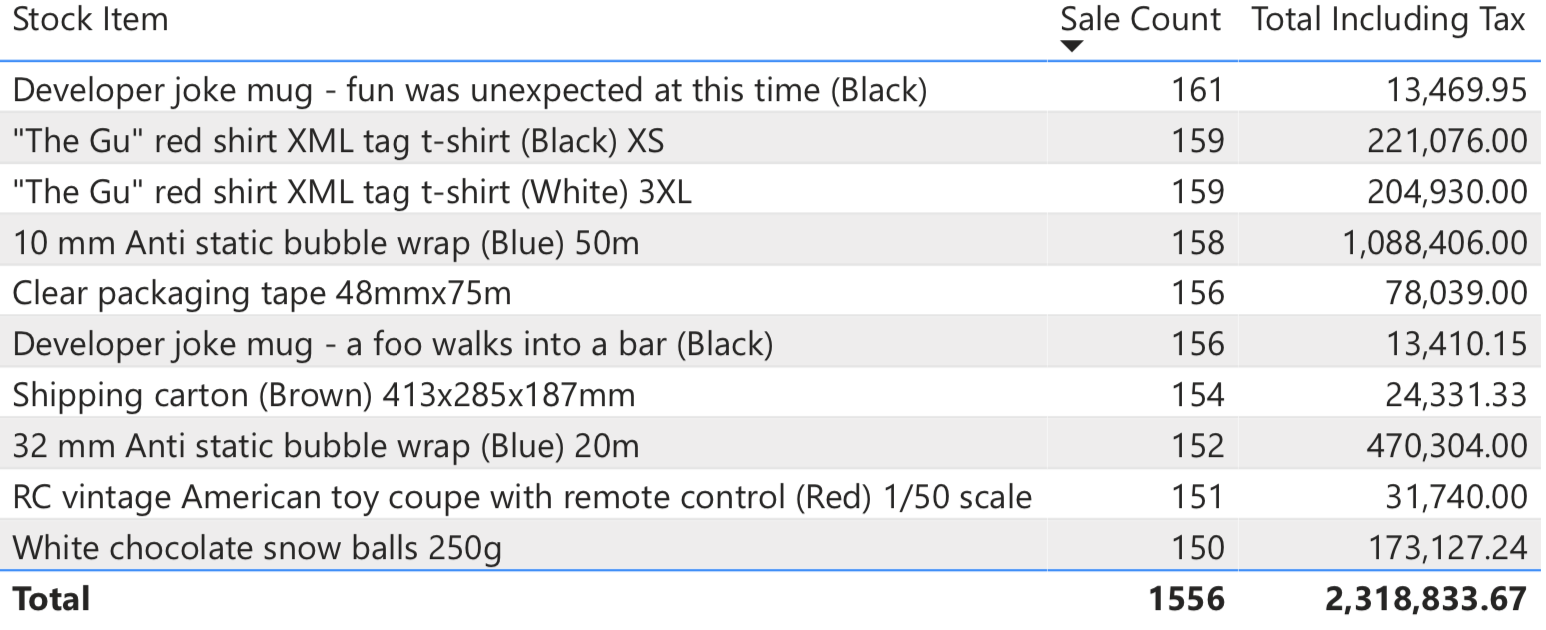 Stock Item Sale Count Total Including Tax
Developer joke mug - fun was unexpected at this time (Black) 161 13,469.95
"The Gu" red shirt XML tag t-shirt (Black) XS 159 221,076.00
"The Gu" red shirt XML tag t-shirt (White) 3XL 159 204,930.00
10 mm Anti static bubble wrap (Blue) 50m 158 1,088,406.00
Clear packaging tape 48mmx75m 156 78,039.00
Developer joke mug - a foo walks into a bar (Black) 156 13,410.15
Shipping carton (Brown) 413x285x187mm 154 24,331.33
32 mm Anti static bubble wrap (Blue) 20m 152 470,304.00
RC vintage American toy coupe with remote control (Red) 1/50 scale 151 31,740.00
White chocolate snow balls 250g 150 173,127.24
Total 1556 2,318,833.67